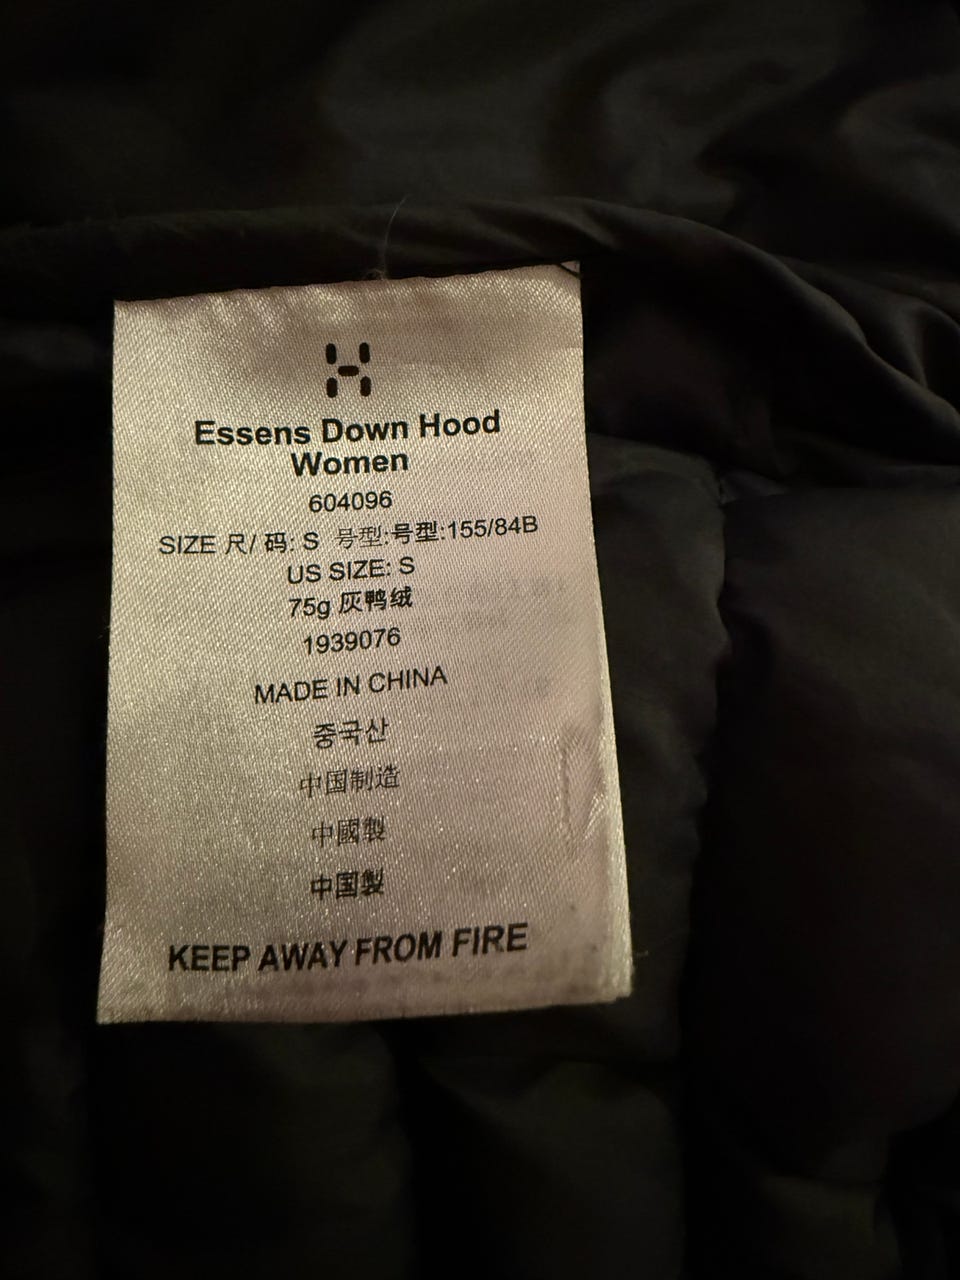 Essens Down Hood
Women
604096
SIZE 尺/ 码: S 号型:号型:155/84B
US SIZE: S
75g 灰鸭绒
1939076
MADE IN CHINA
중국산
中国制造
中國製
中国製
KEEP AWAY FROM FIRE